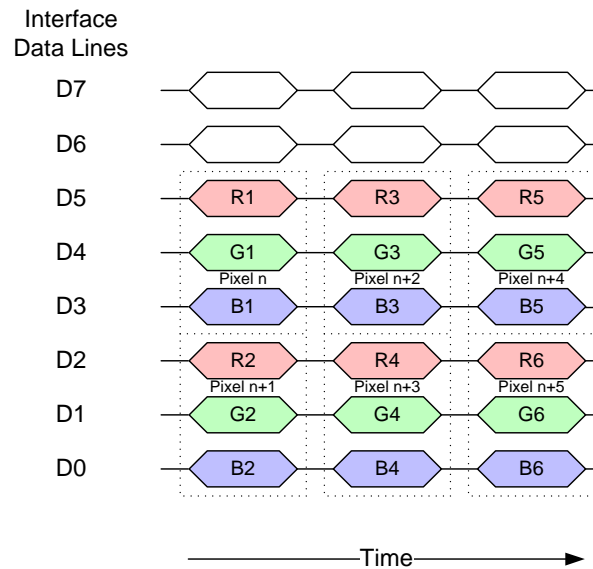 Interface
Data Lines
D7
D6
D5 R1 R3 R5
D4 G1 G3 G5
Pixel n Pixel n+2 Pixel n+4
D3 B1 B3 B5
D2 R2 R4 R6
Pixel n+1 Pixel n+3 Pixel n+5
D1 G2 G4 G6
D0 B2 B4 B6
Time